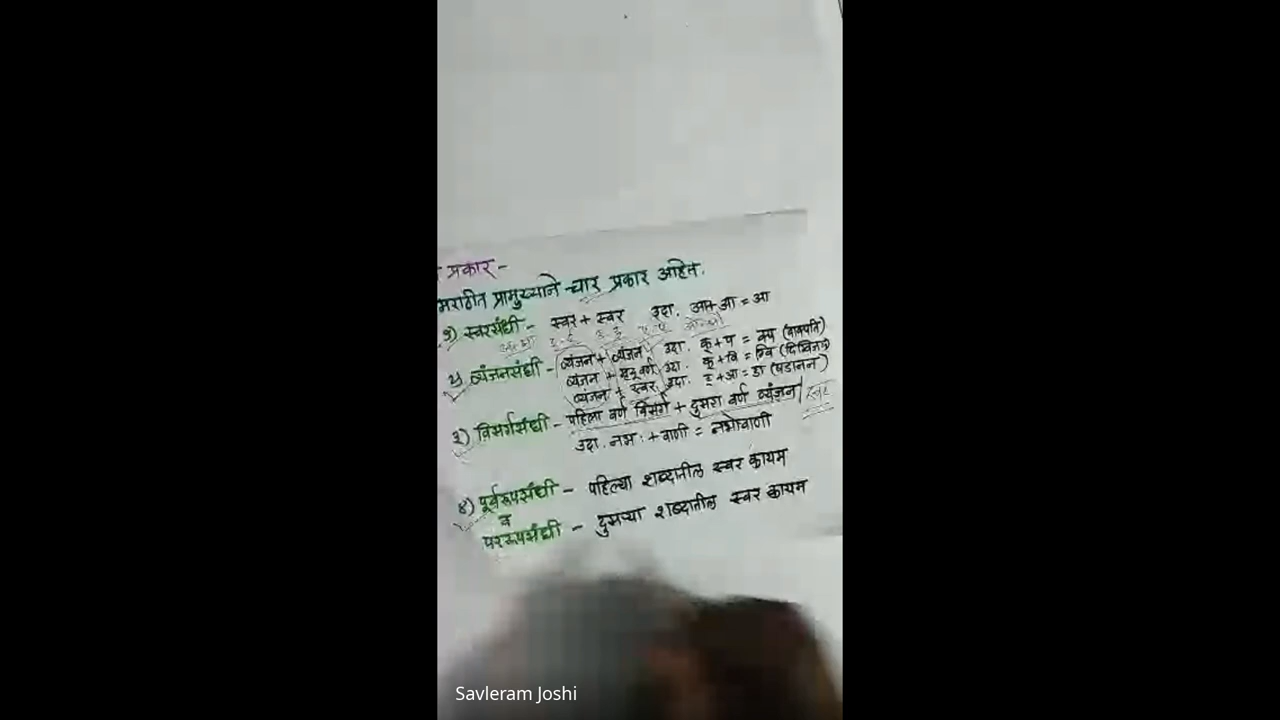 प्रकार -
मराठीत प्रामुख्याने -चार प्रकार आहेत.
१) स्वरसंधी - स्वर + स्वर उदा. आ+आ = आ
२) व्यंजनसंधी - व्यंजन + व्यंजन उदा. क्+प = क्प (वाक्पति)
व्यंजन + मृदू वर्ण उदा. क्+वि = ग्वि (दिग्विजय)
व्यंजन + स्वर उदा. ट्+आ = डा (षडानन)
३) विसर्गसंधी - पहिला वर्ण विसर्ग + दुसरा वर्ण व्यंजन/स्वर
उदा. नभ : + वाणी = नभोवाणी
४) पूर्वरूपसंधी - पहिल्या शब्दातील स्वर कायम
व
पररूपसंधी - दुसऱ्या शब्दातील स्वर कायम
Savleram Joshi